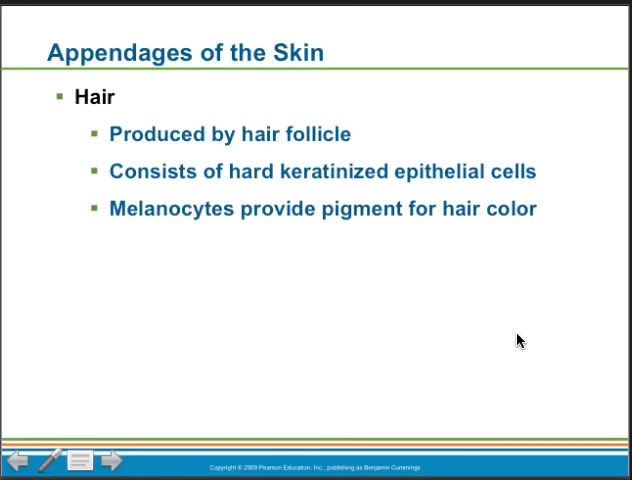 Appendages of the Skin
Hair
Produced by hair follicle
Consists of hard keratinized epithelial cells
Melanocytes provide pigment for hair color
Copyright © 2009 Pearson Education, Inc., publishing as Benjamin Cummings